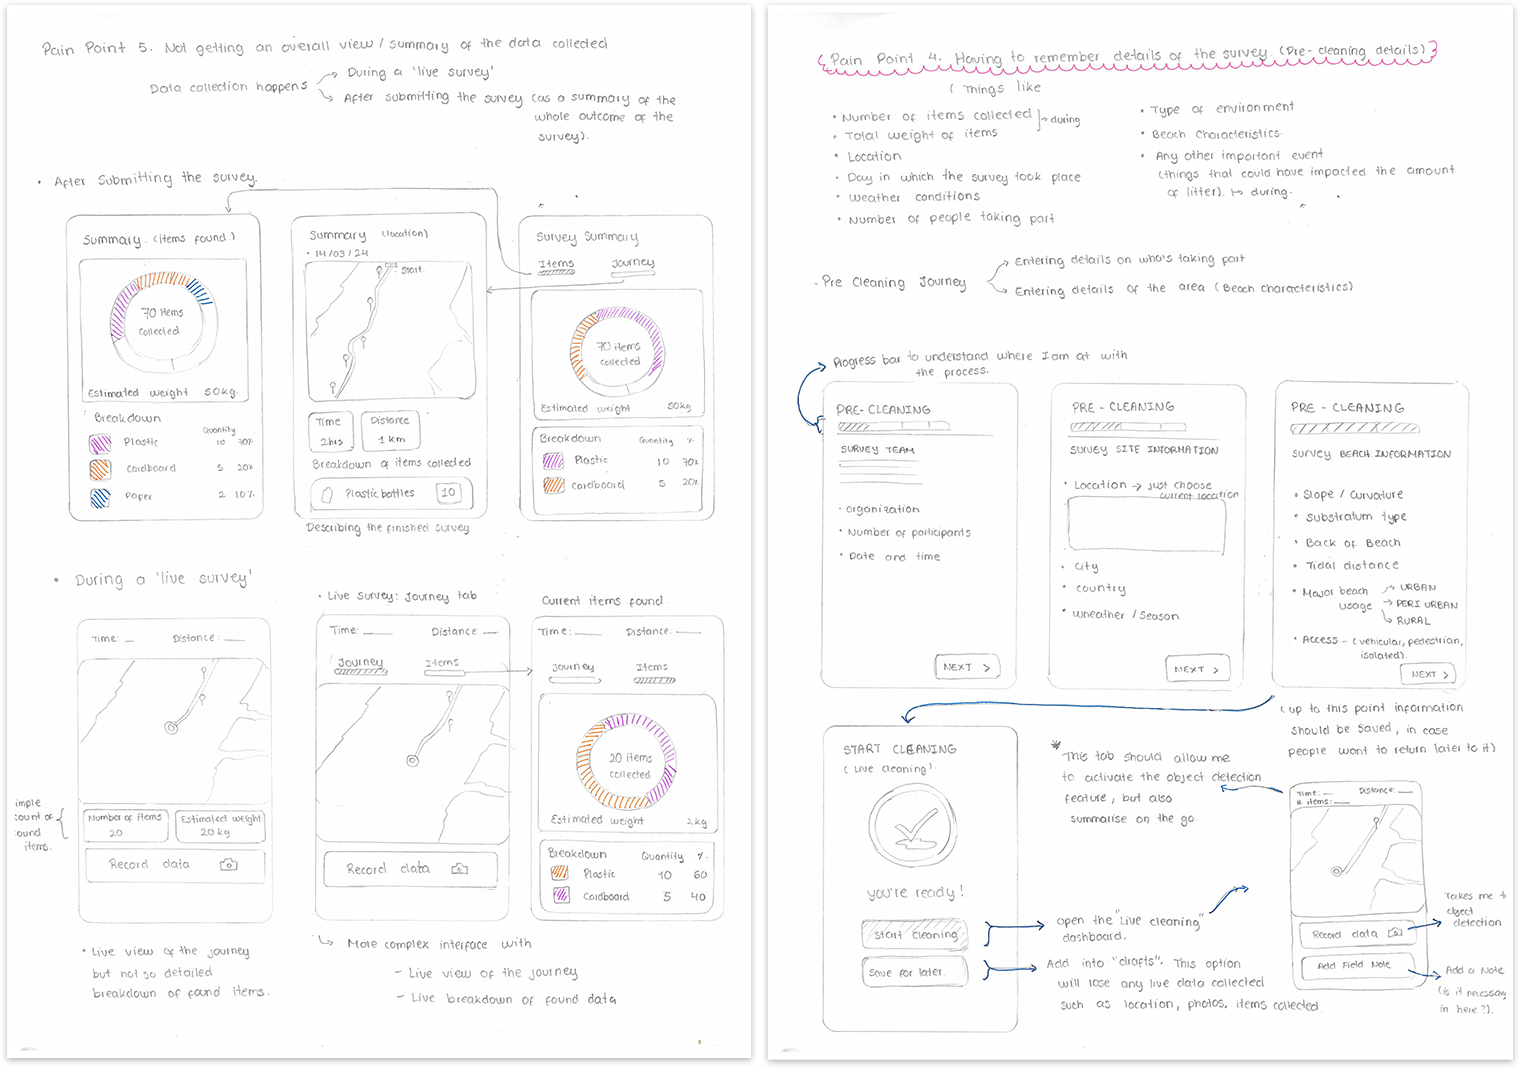 Pain Point 5. Not getting an overall view / summary of the data collected
Data collection happens
During a 'live survey'
After submitting the survey (as a summary of the
whole outcome of the
survey).
• After Submitting the survey.
Summary. (items found.)
70 items
collected
Estimated weight 50kg.
Breakdown
Quantity
Plastic 10 70%
Cardboard 5 20%
Paper 2 10%
Summary (location)
• 14/03/24
Start.
Time
2hrs
Distance
1 km
Breakdown of items collected
Plastic bottles 10
Describing the finished survey
Survey Summary
Items Journey
70 items
collected
Estimated weight 50kg
Breakdown Quantity %
Plastic 10 70%
Cardboard 5 20%
• During a 'live survey'
Time: Distance:
Number of items
20
Estimated weight
20 kg
imple
count of
ound
items.
Record data
• Live view of the journey
but not so detailed
breakdown of found items.
• Live survey: Journey tab
Time: Distance:
Journey Items
Record data
More complex interface with
- Live view of the journey
- Live breakdown of found data
Current items found.
Time: Distance:
Journey Items
20 items
collected
Estimated weight 2kg
Breakdown Quantity %.
Plastic 10 60
Cardboard 5 40
Pain Point 4. Having to remember details of the survey. (Pre-cleaning details)
( Things like
• Number of items collected
• Total weight of items
during
• Location
• Day in which the survey took place
• Weather conditions
• Number of people taking part
• Type of environment
• Beach Characteristics.
• Any other important event
(things that could have impacted the amount
of litter). during.
- Pre Cleaning Journey
Entering details on who's taking part
Entering details of the area (Beach characteristics)
Progress bar to understand where I am at with
the process.
PRE-CLEANING
SURVEY TEAM
• organization
• Number of participants
• Date and time
NEXT >
PRE - CLEANING
SURVEY SITE INFORMATION
• Location → just choose
current location
• City
• country
• Wheather / Season
NEXT >
PRE - CLEANING
SURVEY BEACH INFORMATION
• Slope / Curvature
• Substratum type
• Back of Beach
• Tidal distance
• Major beach
usage
URBAN
PERI URBAN
RURAL
• Access - (vehicular, pedestrian,
isolated).
NEXT >
(up to this point information
should be saved, in case
people want to return later to it)
START CLEANING
( Live cleaning).
you're ready!
Start cleaning
Save for later.
* This tab should allow me
to activate the object detection
feature, but also
summarise on the go.
open the "Live cleaning"
dashboard.
Add into "drafts". This option
will lose any live data collected
such as location, photos, items collected.
Time: Distance:
# items:
Record data
Add Field Note
Takes me t
object
detection
Add a Note
(is it necessary
in here?).